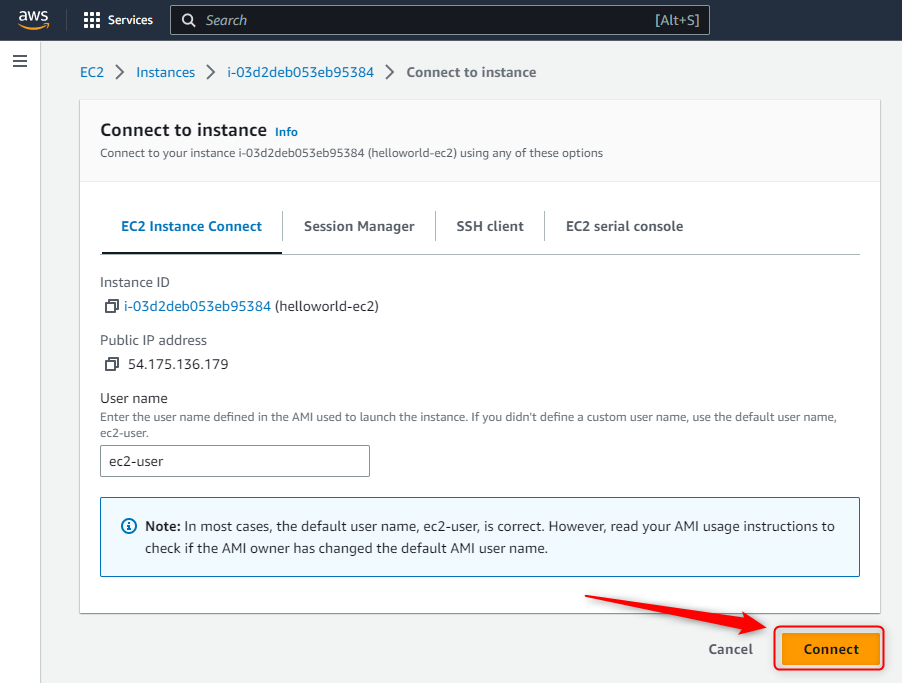 aws
Services
Search
[Alt+S]
EC2 > Instances > i-03d2deb053eb95384 > Connect to instance
Connect to instance Info
Connect to your instance i-03d2deb053eb95384 (helloworld-ec2) using any of these options
EC2 Instance Connect
Session Manager
SSH client
EC2 serial console
Instance ID
i-03d2deb053eb95384 (helloworld-ec2)
Public IP address
54.175.136.179
User name
Enter the user name defined in the AMI used to launch the instance. If you didn't define a custom user name, use the default user name,
ec2-user.
ec2-user
Note: In most cases, the default user name, ec2-user, is correct. However, read your AMI usage instructions to
check if the AMI owner has changed the default AMI user name.
Cancel
Connect